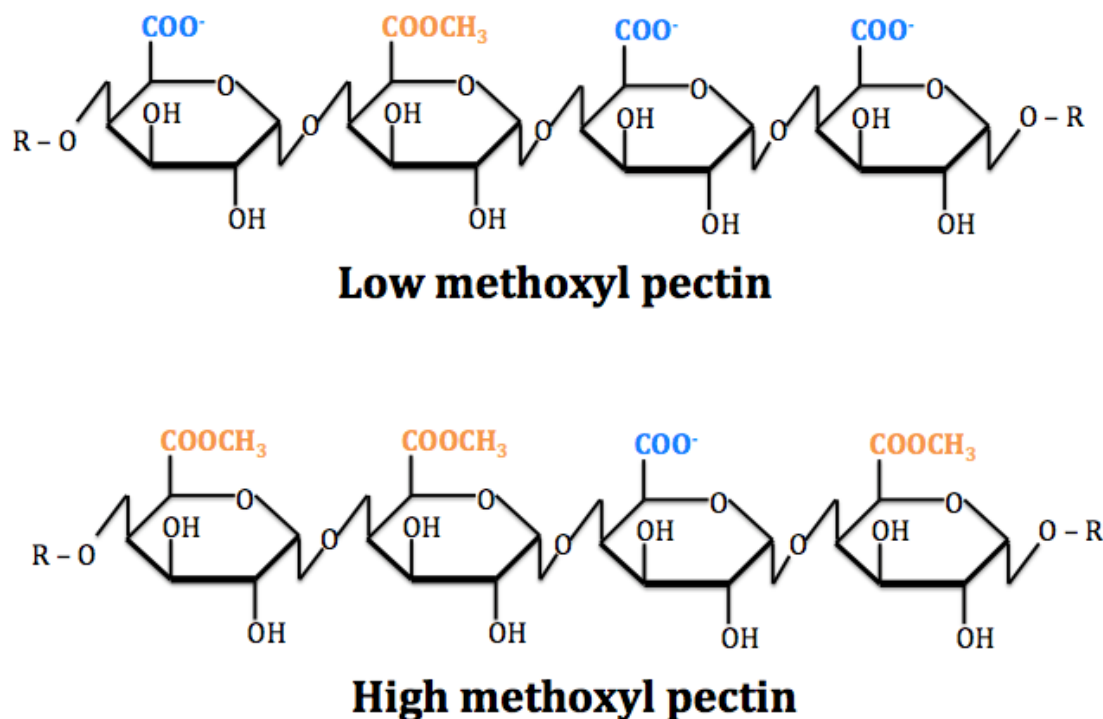 COO⁻ COOCH₃ COO⁻ COO⁻
O O O O
OH OH OH OH
R – O O O O O – R
OH OH OH OH
Low methoxyl pectin
COOCH₃ COOCH₃ COO⁻ COOCH₃
O O O O
OH OH OH OH
R – O O O O O – R
OH OH OH OH
High methoxyl pectin